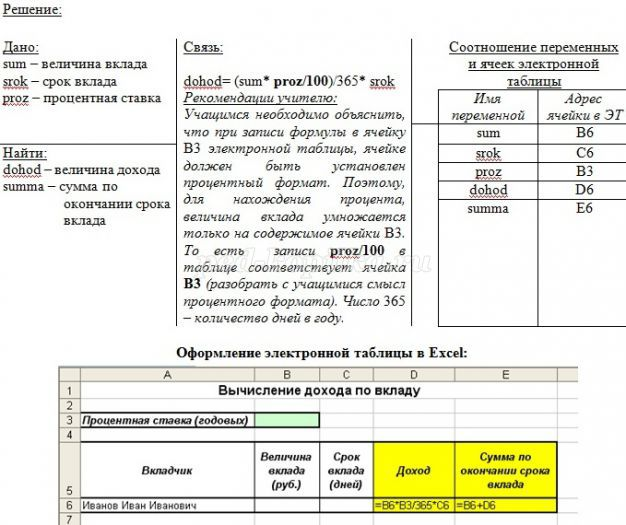 Решение:
Дано:
sum – величина вклада
srok – срок вклада
proz – процентная ставка
Найти:
dohod – величина дохода
summa – сумма по
окончании срока
вклада
Связь:
dohod= (sum* proz/100)/365* srok
Рекомендации учителю:
Учащимся необходимо объяснить,
что при записи формулы в ячейку
В3 электронной таблицы, ячейке
должен быть установлен
процентный формат. Поэтому,
для нахождения процента,
величина вклада умножается
только на содержимое ячейки В3.
То есть записи proz/100 в
таблице соответствует ячейка
В3 (разобрать с учащимися смысл
процентного формата). Число 365
– количество дней в году.
Соотношение переменных
и ячеек электронной
таблицы
Имя переменной Адрес ячейки в ЭТ
sum B6
srok C6
proz B3
dohod D6
summa E6
Оформление электронной таблицы в Excel:
A B C D E
1 Вычисление дохода по вкладу
2
3 Процентная ставка (годовых)
4
5 Вкладчик Величина вклада (руб.) Срок вклада (дней) Доход Сумма по окончании срока вклада
6 Иванов Иван Иванович =B6*B3/365*C6 =B6+D6
7